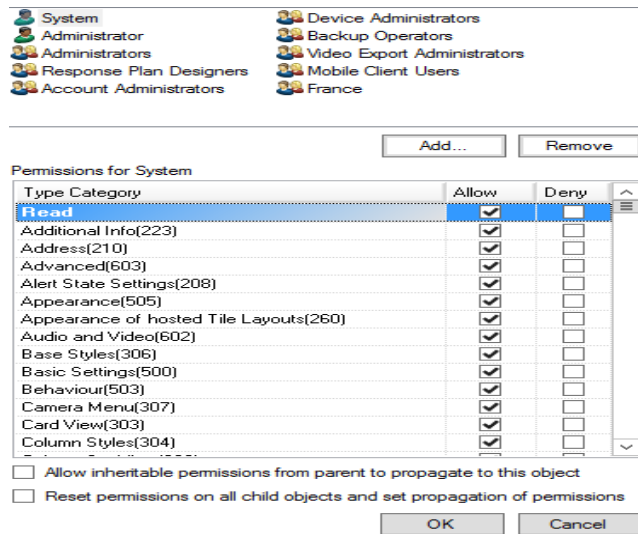 System
Administrator
Administrators
Response Plan Designers
Account Administrators
Device Administrators
Backup Operators
Video Export Administrators
Mobile Client Users
France
Add... Remove
Permissions for System
Type Category Allow Deny
Read
Additional Info(223)
Address(210)
Advanced(603)
Alert State Settings(208)
Appearance(505)
Appearance of hosted Tile Layouts(260)
Audio and Video(602)
Base Styles(306)
Basic Settings(500)
Behaviour(503)
Camera Menu(307)
Card View(303)
Column Styles(304)
Allow inheritable permissions from parent to propagate to this object
Reset permissions on all child objects and set propagation of permissions
OK Cancel